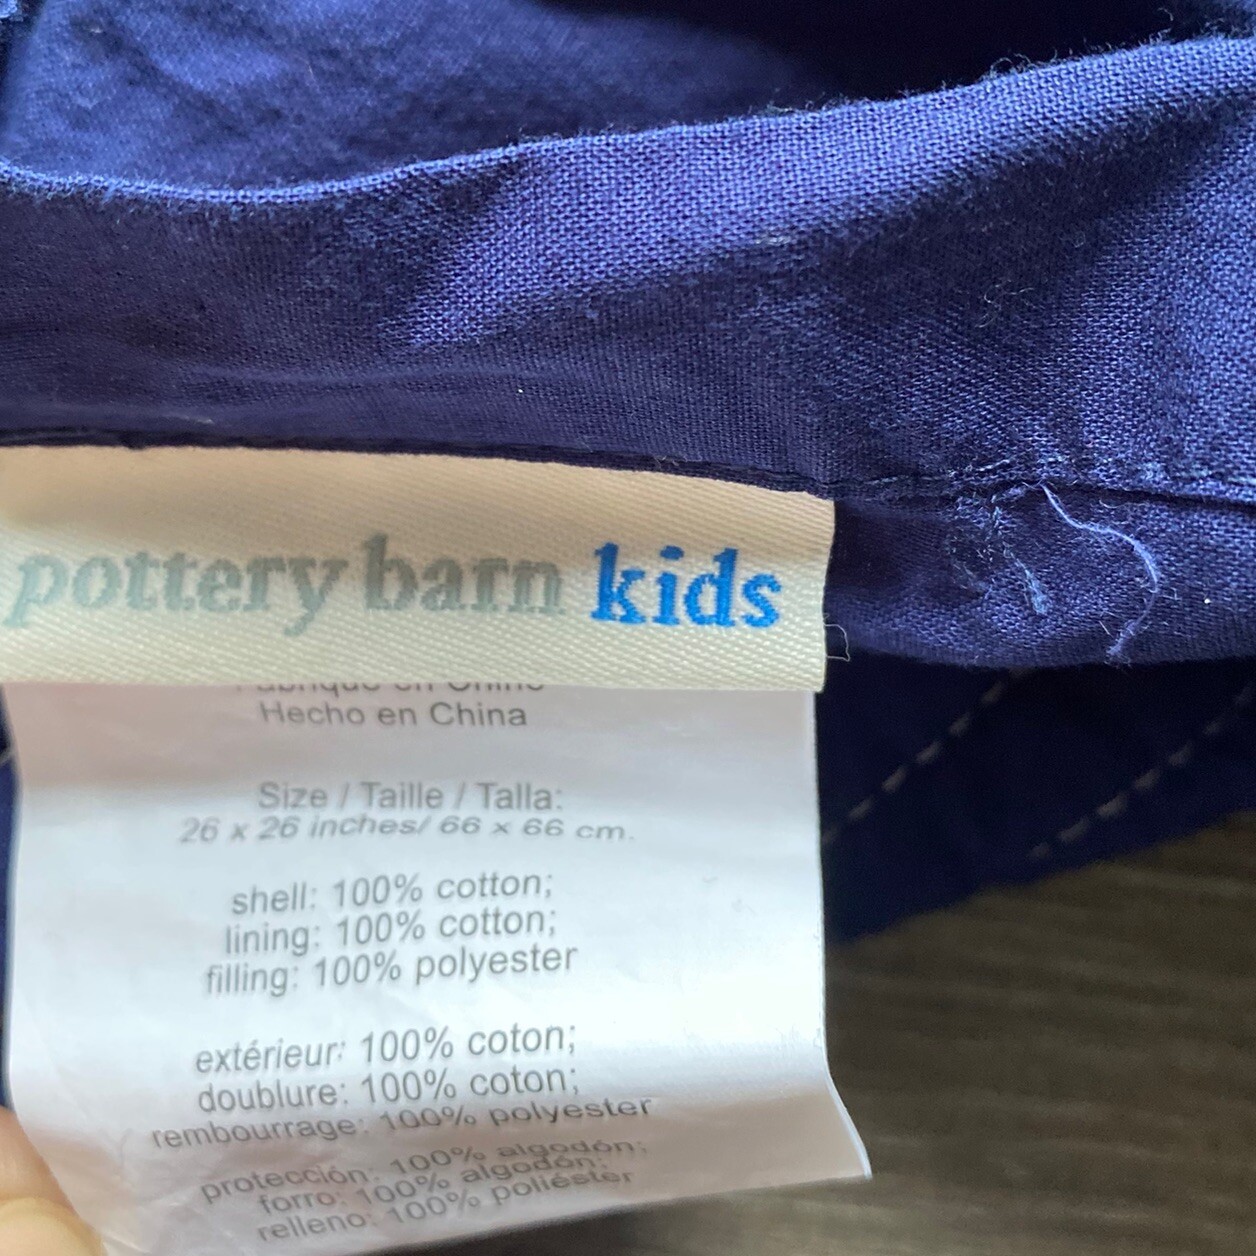 pottery barn kids
Hecho en China
Size / Taille / Talla:
26 x 26 inches/ 66 x 66 cm.
shell: 100% cotton;
lining: 100% cotton;
filling: 100% polyester
extérieur: 100% coton;
doublure: 100% coton;
rembourrage: 100% polyester
protección: 100% algodón;
forro: 100% algodón;
relleno: 100% poliéster